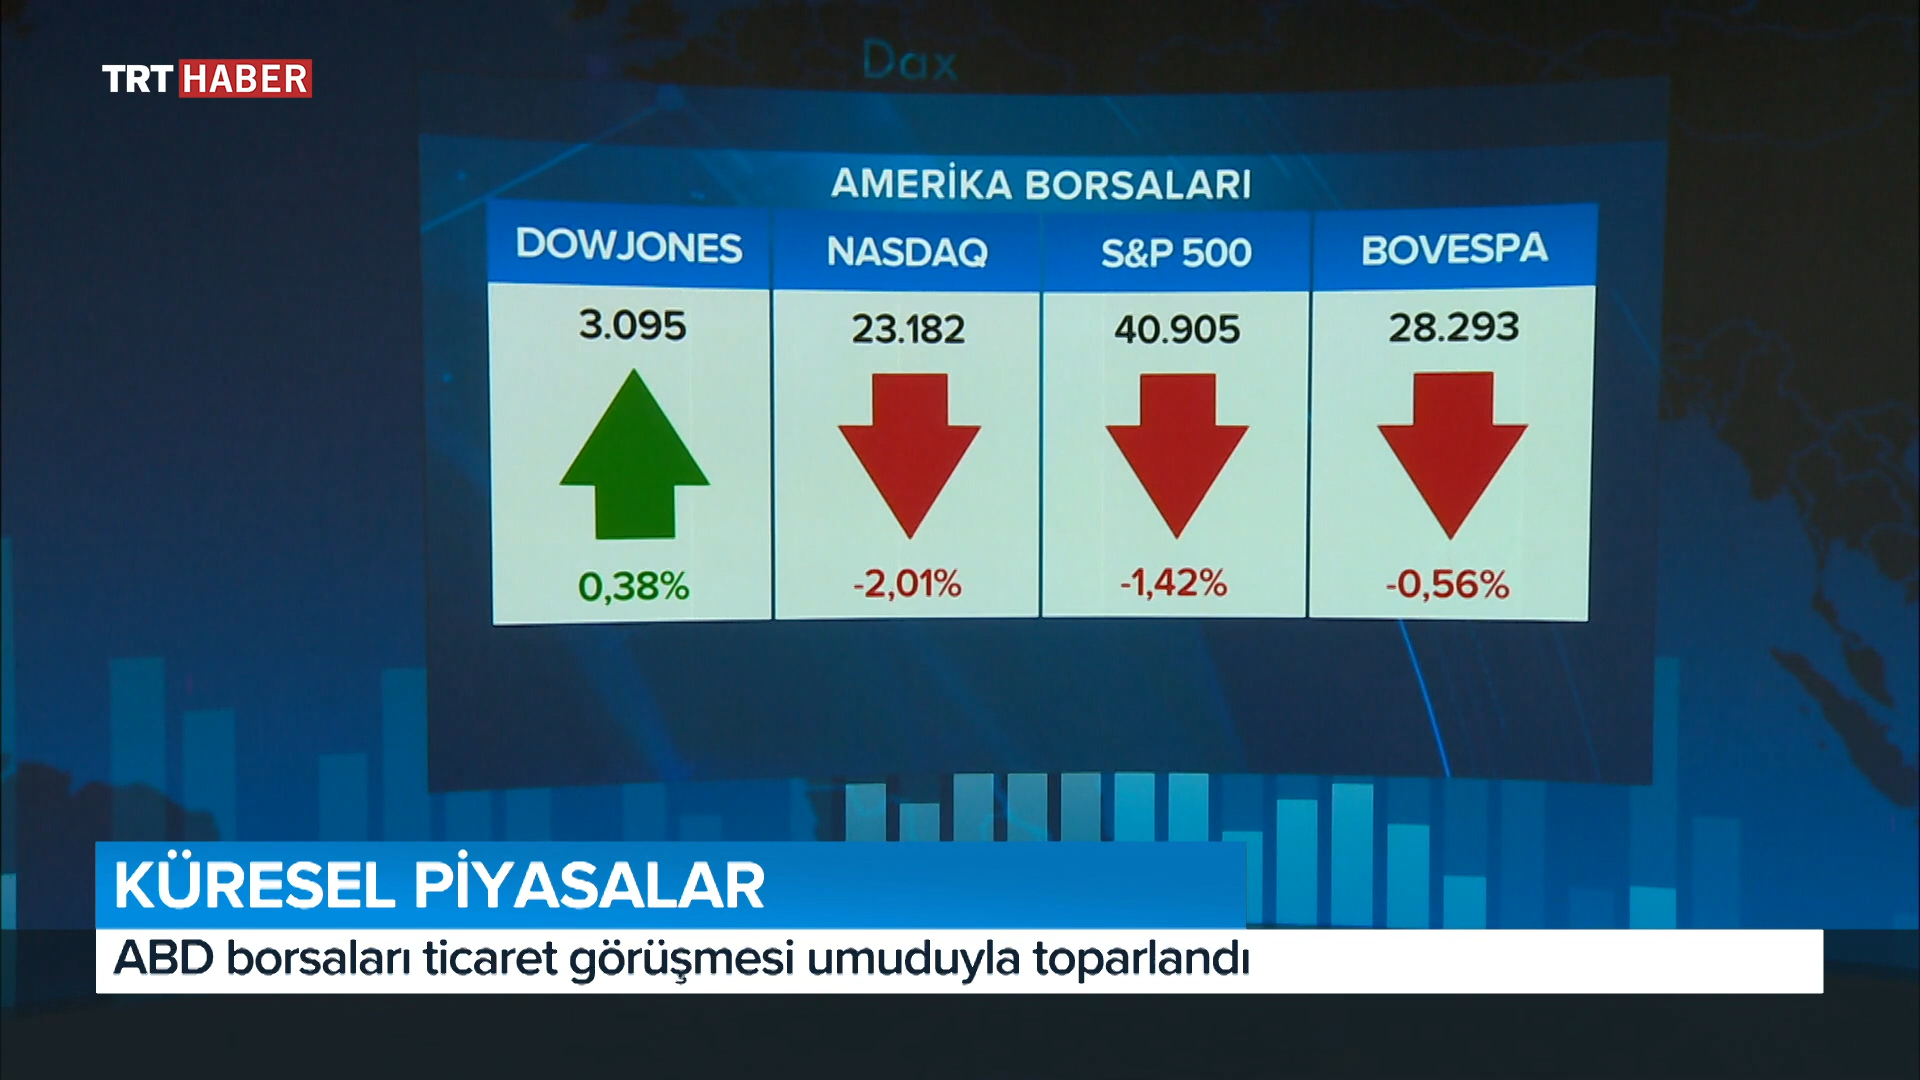 TRT HABER
Dax
AMERİKA BORSALARI
DOWJONES NASDAQ S&P 500 BOVESPA
3.095 23.182 40.905 28.293
0,38% -2,01% -1,42% -0,56%
KÜRESEL PİYASALAR
ABD borsaları ticaret görüşmesi umuduyla toparlandı